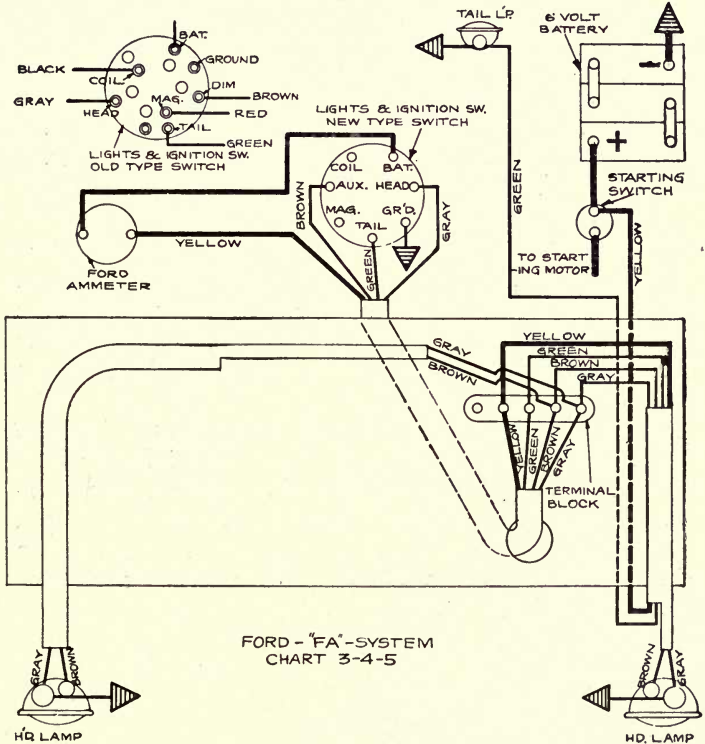 BAT.
GROUND
BLACK
COIL
DIM
BROWN
GRAY
HEAD
MAG.
RED
TAIL
GREEN
LIGHTS & IGNITION SW.
OLD TYPE SWITCH
LIGHTS & IGNITION SW.
NEW TYPE SWITCH
COIL
BAT.
AUX.
HEAD
MAG.
GR'D.
TAIL
BROWN
GREEN
GRAY
YELLOW
FORD
AMMETER
TAIL L'P.
GREEN
6 VOLT
BATTERY
-
+
STARTING
SWITCH
YELLOW
TO START
-ING MOTOR
GRAY
BROWN
YELLOW
GREEN
BROWN
GRAY
YELLOW
GREEN
BROWN
GRAY
TERMINAL
BLOCK
FORD-"FA"-SYSTEM
CHART 3-4-5
GRAY
BROWN
H'D. LAMP
BROWN
GRAY
HD. LAMP